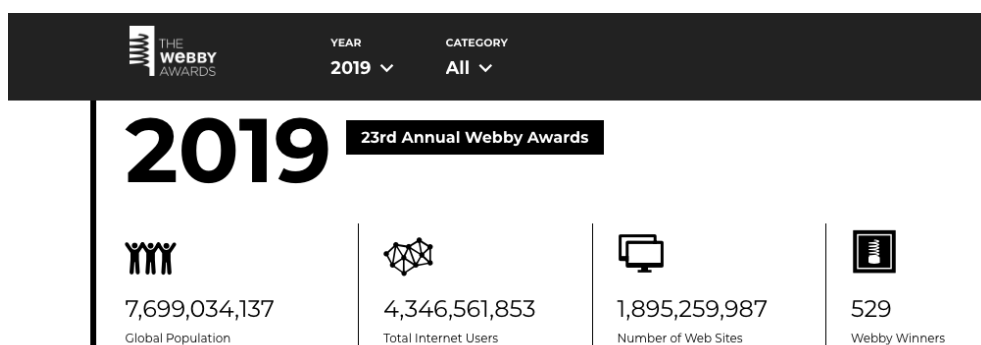 THE
WEBBY
AWARDS
YEAR
2019
CATEGORY
All
2019
23rd Annual Webby Awards
7,699,034,137
Global Population
4,346,561,853
Total Internet Users
1,895,259,987
Number of Web Sites
529
Webby Winners